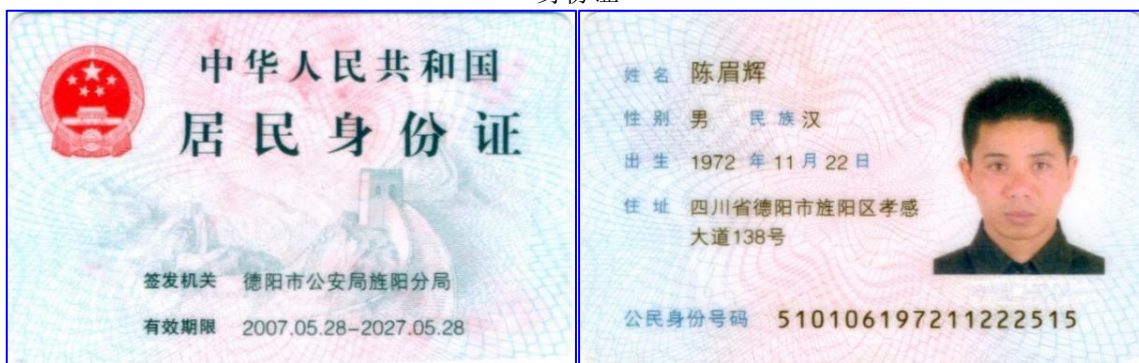 身份证
中华人民共和国
居民身份证
签发机关 德阳市公安局旌阳分局
有效期限 2007.05.28-2027.05.28
姓名 陈眉辉
性别 男 民族 汉
出生 1972 年 11 月 22 日
住址 四川省德阳市旌阳区孝感
大道138号
公民身份号码 510106197211222515